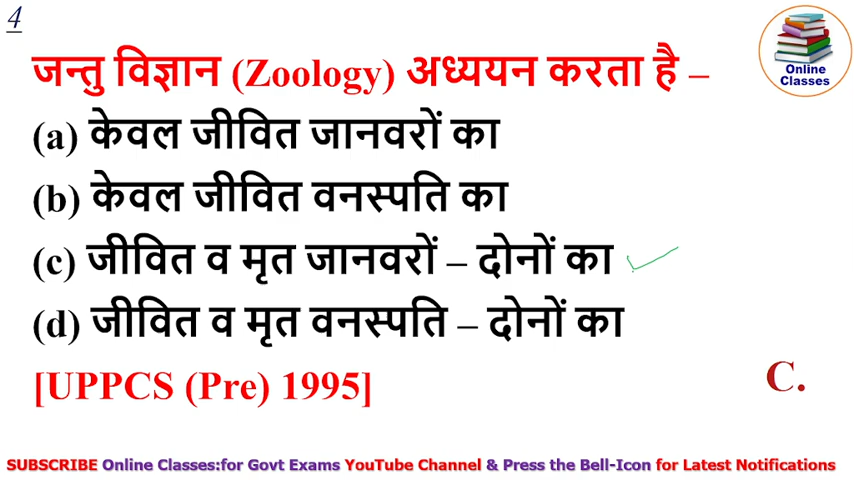 4
Online
Classes
जन्तु विज्ञान (Zoology) अध्ययन करता है –
(a) केवल जीवित जानवरों का
(b) केवल जीवित वनस्पति का
(c) जीवित व मृत जानवरों – दोनों का
(d) जीवित व मृत वनस्पति – दोनों का
[UPPCS (Pre) 1995]
C.
SUBSCRIBE Online Classes:for Govt Exams YouTube Channel & Press the Bell-Icon for Latest Notifications